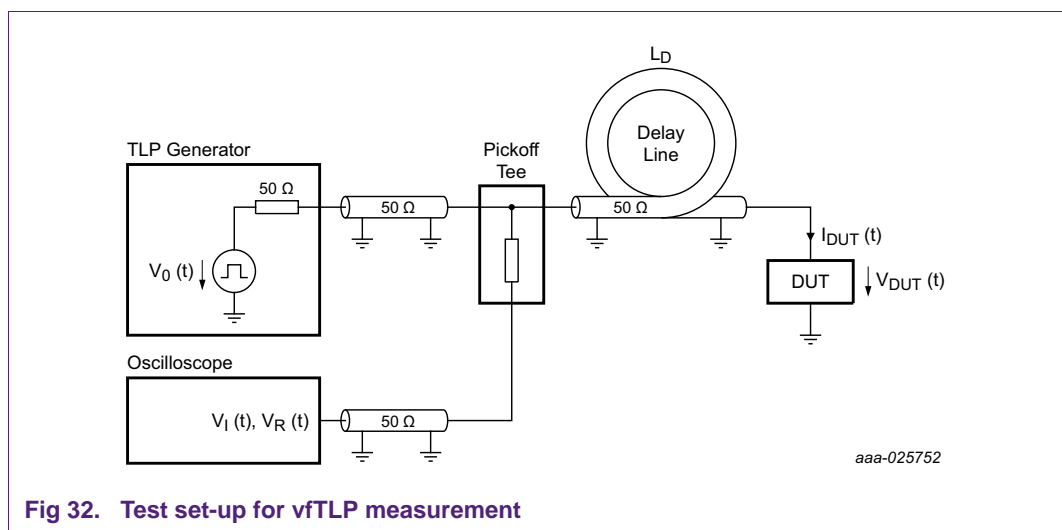 L_D
Delay
Line
TLP Generator
Pickoff
Tee
50 Ω
50 Ω
50 Ω
V_0 (t)
I_DUT (t)
DUT
V_DUT (t)
Oscilloscope
V_I (t), V_R (t)
50 Ω
aaa-025752
Fig 32. Test set-up for vfTLP measurement